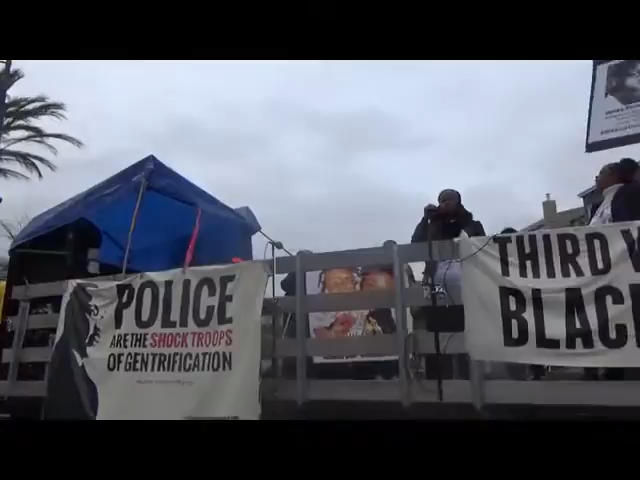 POLICE
ARE THE SHOCK TROOPS
OF GENTRIFICATION
THIRD
BLAC